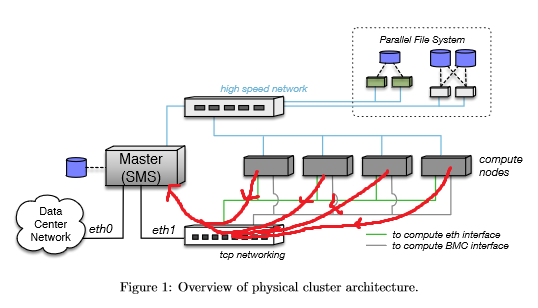 Parallel File System
high speed network
Master
(SMS)
compute
nodes
Data
Center
Network
eth0
eth1
to compute eth interface
to compute BMC interface
tcp networking
Figure 1: Overview of physical cluster architecture.